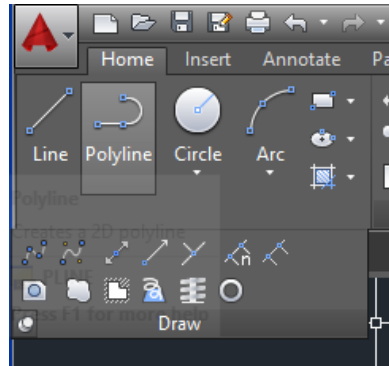 Home Insert Annotate Pa
Line Polyline Circle Arc
Polyline
Creates a 2D polyline
PLINE
Press F1 for more help
n
Draw